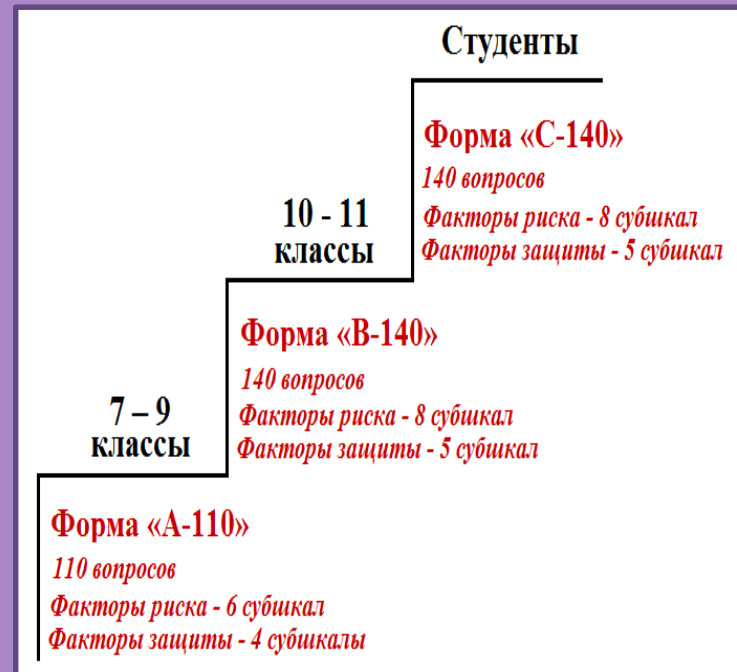 Студенты
Форма «С-140»
140 вопросов
Факторы риска - 8 субшкал
Факторы защиты - 5 субшкал
10 - 11
классы
Форма «В-140»
140 вопросов
Факторы риска - 8 субшкал
Факторы защиты - 5 субшкал
7 – 9
классы
Форма «А-110»
110 вопросов
Факторы риска - 6 субшкал
Факторы защиты - 4 субшкалы